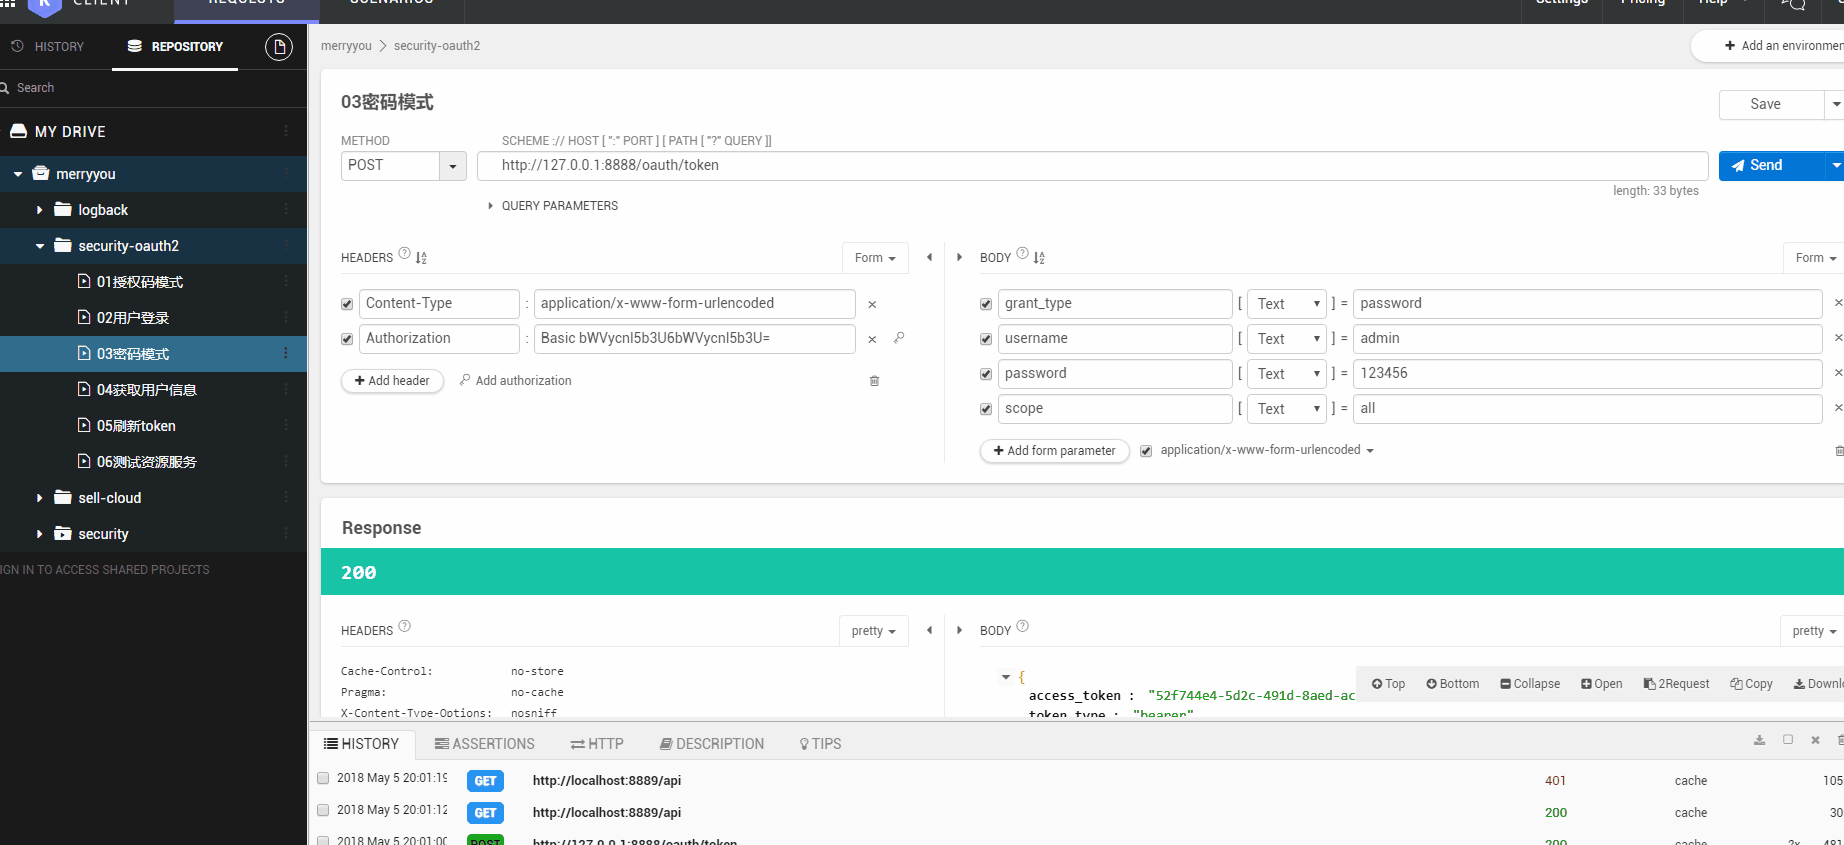 CLIENT
REQUESTS
SCENARIOS
Settings
Pricing
Help
HISTORY
REPOSITORY
Search
MY DRIVE
merryyou
logback
security-oauth2
01授权码模式
02用户登录
03密码模式
04获取用户信息
05刷新token
06测试资源服务
sell-cloud
security
IGN IN TO ACCESS SHARED PROJECTS
merryyou > security-oauth2
Add an environmen
03密码模式
Save
METHOD
SCHEME :// HOST [ ":" PORT ] [ PATH [ "?" QUERY ]]
POST
http://127.0.0.1:8888/oauth/token
Send
length: 33 bytes
QUERY PARAMETERS
HEADERS ?
Form
Content-Type : application/x-www-form-urlencoded
Authorization : Basic bWVycnl5b3U6bWVycnl5b3U=
+ Add header
Add authorization
BODY ?
Form
grant_type [ Text ] = password
username [ Text ] = admin
password [ Text ] = 123456
scope [ Text ] = all
+ Add form parameter
application/x-www-form-urlencoded
Response
200
HEADERS ?
pretty
Cache-Control: no-store
Pragma: no-cache
X-Content-Type-Options: nosniff
BODY ?
pretty
Top
Bottom
Collapse
Open
2Request
Copy
Downlo
{
access_token : "52f744e4-5d2c-491d-8aed-ac
token_type : "bearer"
HISTORY
ASSERTIONS
HTTP
DESCRIPTION
TIPS
2018 May 5 20:01:19 GET http://localhost:8889/api 401 cache 105
2018 May 5 20:01:12 GET http://localhost:8889/api 200 cache 30
2018 May 5 20:01:00 POST http://127.0.0.1:8888/oauth/token 200 cache 2x 481